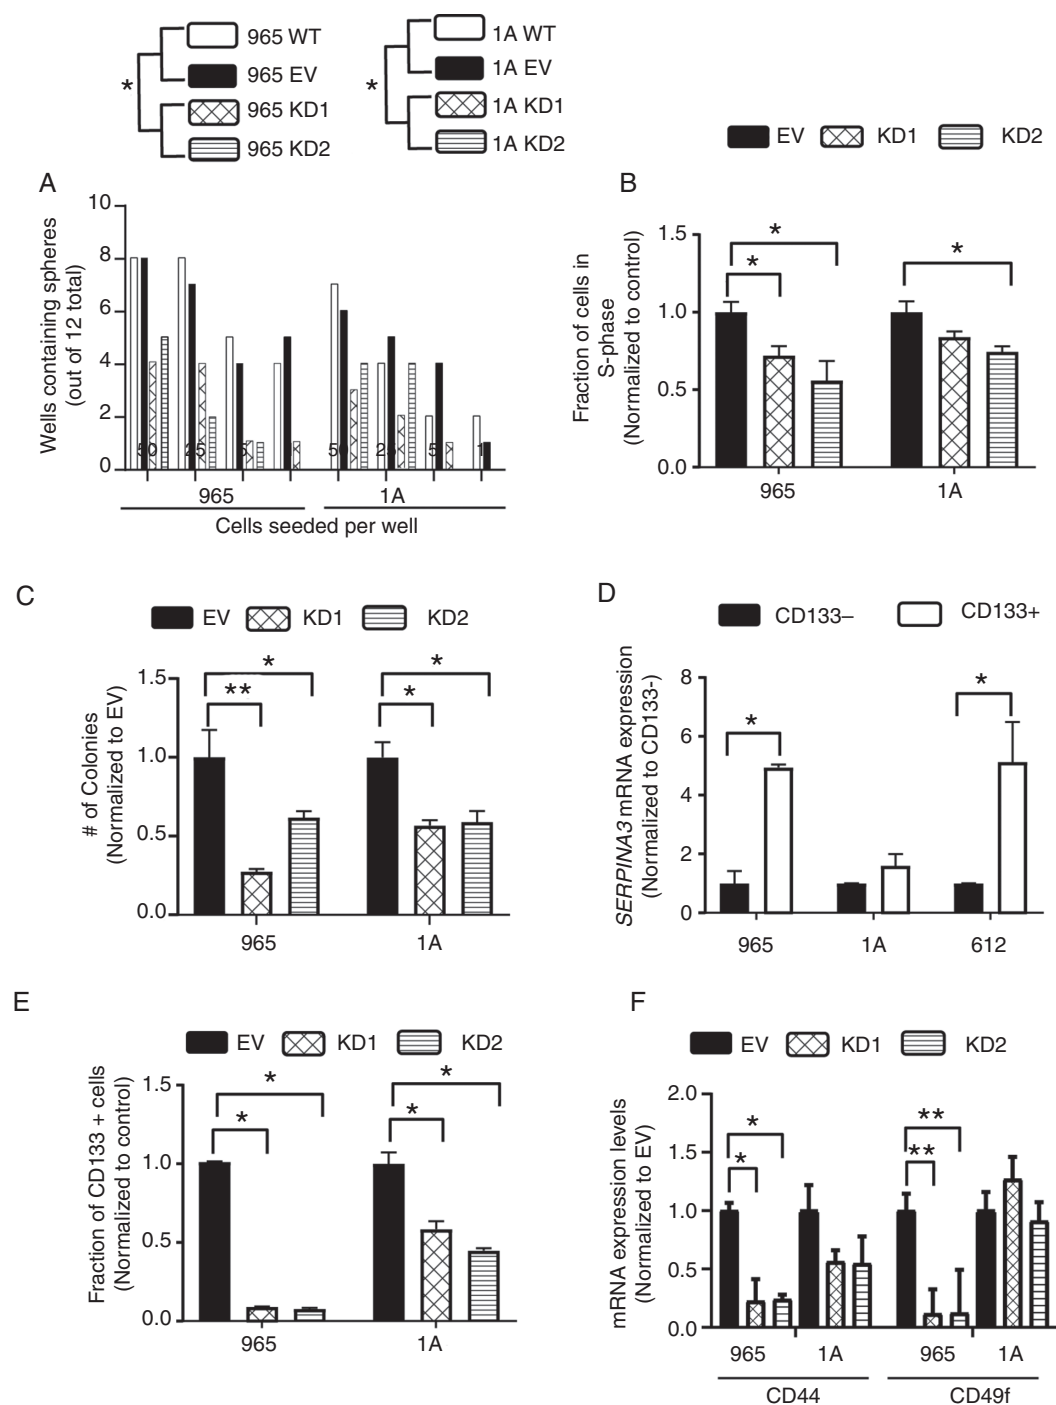 965 WT
965 EV
* 965 KD1
965 KD2
1A WT
1A EV
* 1A KD1
1A KD2
A
Wells containing spheres
(out of 12 total)
10
8
6
4
2
0
50 25 5 1 50 25 5 1
965 1A
Cells seeded per well
EV KD1 KD2
B
Fraction of cells in
S-phase
(Normalized to control)
1.5
1.0
0.5
0.0
* * *
965 1A
C
EV KD1 KD2
# of Colonies
(Normalized to EV)
1.5
1.0
0.5
0.0
** * * *
965 1A
D
CD133– CD133+
SERPINA3 mRNA expression
(Normalized to CD133-)
8
6
4
2
0
* *
965 1A 612
E
EV KD1 KD2
Fraction of CD133 + cells
(Normalized to control)
1.5
1.0
0.5
0.0
* * * *
965 1A
F
EV KD1 KD2
mRNA expression levels
(Normalized to EV)
2.0
1.5
1.0
0.5
0.0
* * ** **
965 1A 965 1A
CD44 CD49f